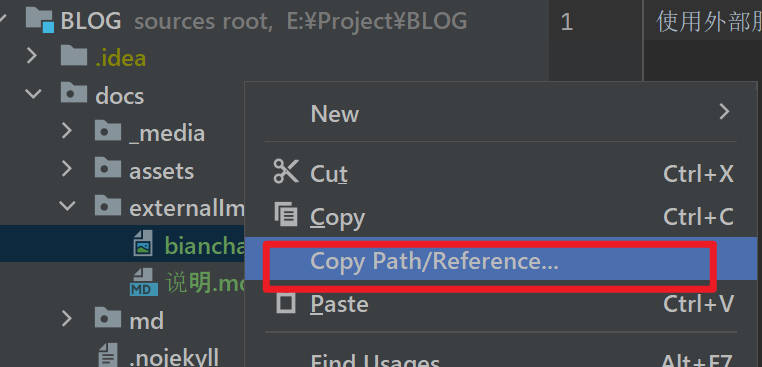 BLOG sources root, E:¥Project¥BLOG
.idea
docs
_media
assets
externalIm
biancha
说明.m
md
.nojekyll
1 使用外部
New
Cut Ctrl+X
Copy Ctrl+C
Copy Path/Reference...
Paste Ctrl+V
Find Usages Alt+F7
MD